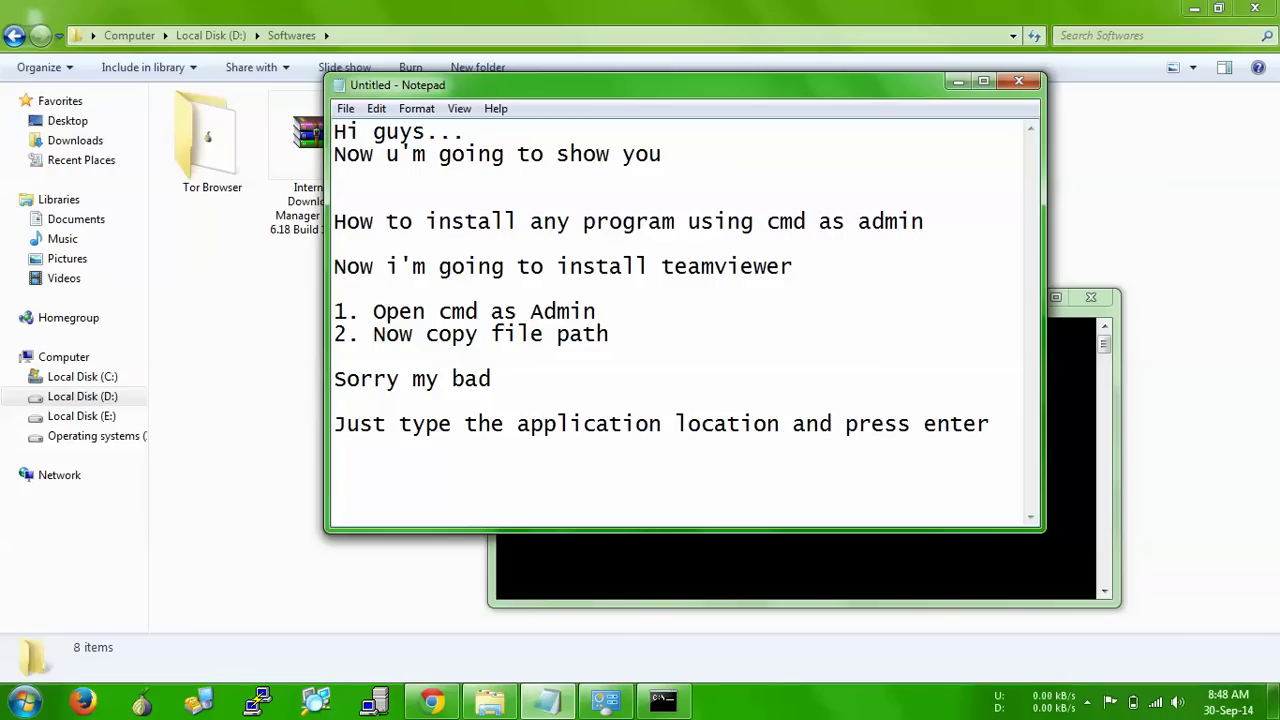 Computer Local Disk (D:) Softwares
Search Softwares
Organize Include in library Share with Slide show Burn New folder
Favorites
Desktop
Downloads
Recent Places
Libraries
Documents
Music
Pictures
Videos
Homegroup
Computer
Local Disk (C:)
Local Disk (D:)
Local Disk (E:)
Operating systems (
Network
Tor Browser
Intern
Downlo
Manager
6.18 Build
Untitled - Notepad
File Edit Format View Help
Hi guys...
Now u'm going to show you
How to install any program using cmd as admin
Now i'm going to install teamviewer
1. Open cmd as Admin
2. Now copy file path
Sorry my bad
Just type the application location and press enter
8 items
U: 0.00 kB/s
D: 0.00 kB/s
8:48 AM
30-Sep-14